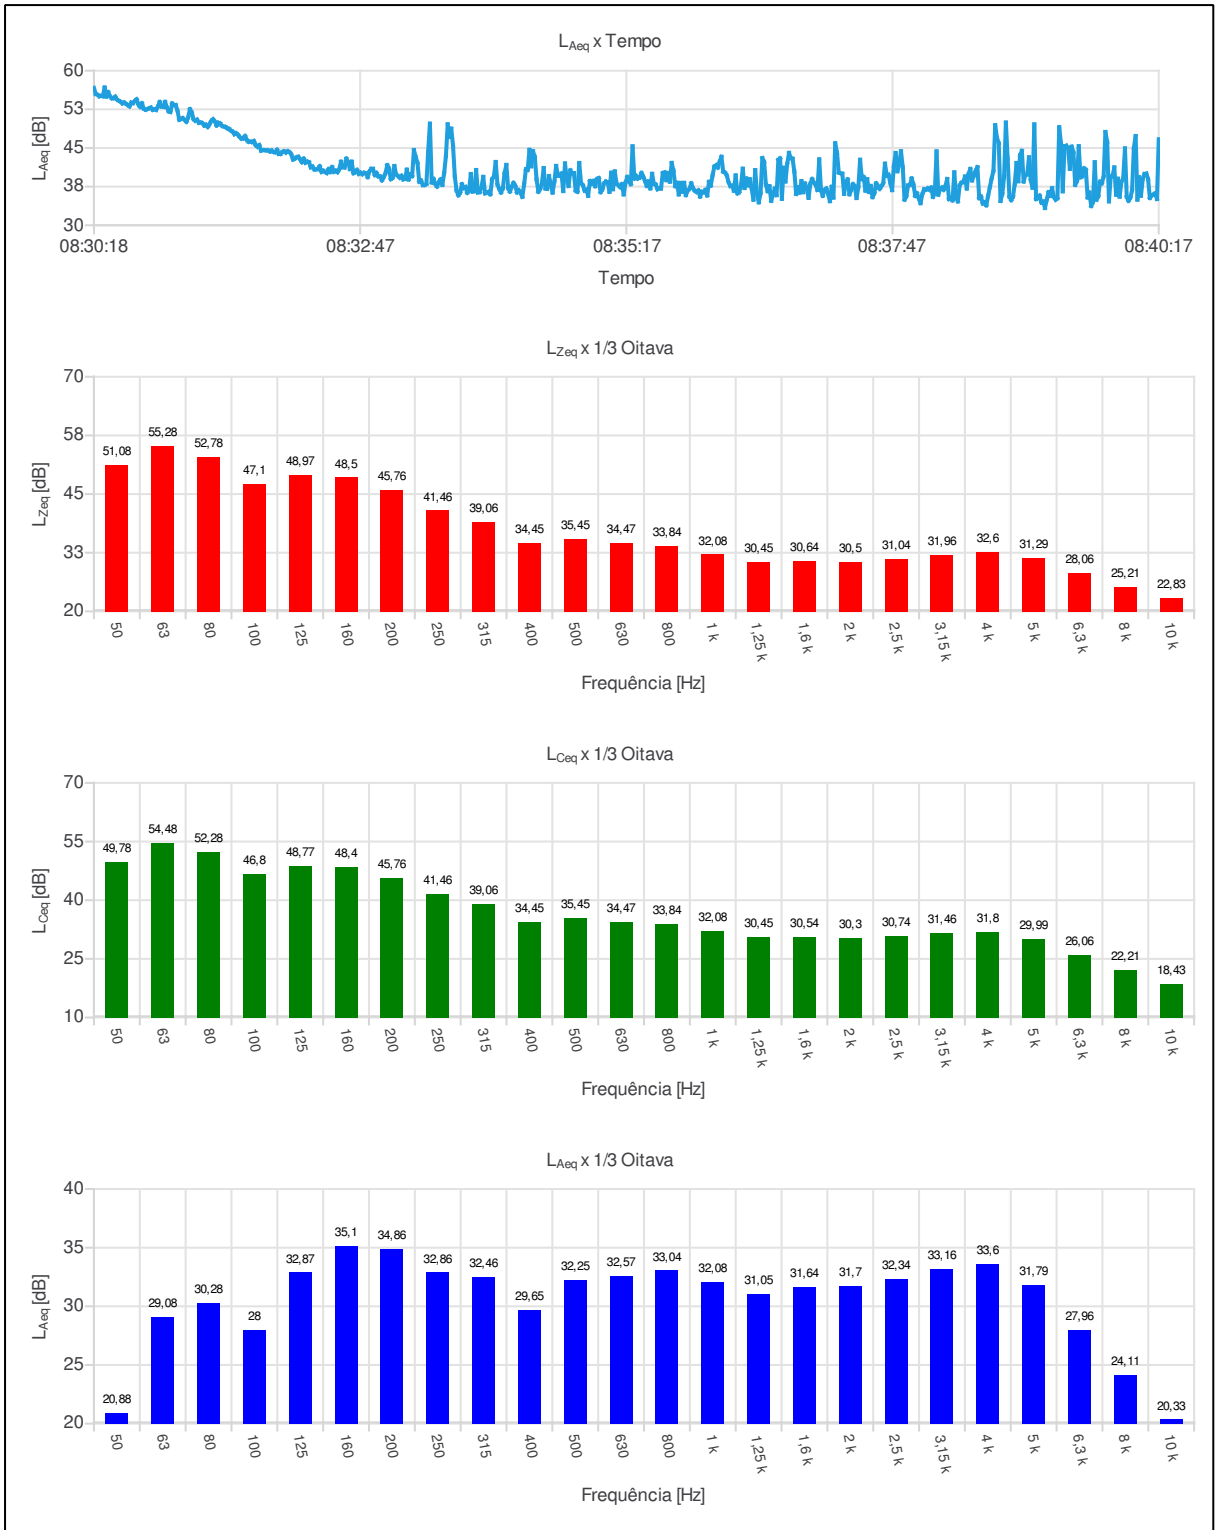 LAeq x Tempo
LAeq [dB]
60
53
45
38
30
08:30:18 08:32:47 08:35:17 08:37:47 08:40:17
Tempo
LZeq x 1/3 Oitava
LZeq [dB]
70
58
45
33
20
51,08 55,28 52,78 47,1 48,97 48,5 45,76 41,46 39,06 34,45 35,45 34,47 33,84 32,08 30,45 30,64 30,5 31,04 31,96 32,6 31,29 28,06 25,21 22,83
50 63 80 100 125 160 200 250 315 400 500 630 800 1 k 1,25 k 1,6 k 2 k 2,5 k 3,15 k 4 k 5 k 6,3 k 8 k 10 k
Frequência [Hz]
LCeq x 1/3 Oitava
LCeq [dB]
70
55
40
25
10
49,78 54,48 52,28 46,8 48,77 48,4 45,76 41,46 39,06 34,45 35,45 34,47 33,84 32,08 30,45 30,54 30,3 30,74 31,46 31,8 29,99 26,06 22,21 18,43
50 63 80 100 125 160 200 250 315 400 500 630 800 1 k 1,25 k 1,6 k 2 k 2,5 k 3,15 k 4 k 5 k 6,3 k 8 k 10 k
Frequência [Hz]
LAeq x 1/3 Oitava
LAeq [dB]
40
35
30
25
20
20,88 29,08 30,28 28 32,87 35,1 34,86 32,86 32,46 29,65 32,25 32,57 33,04 32,08 31,05 31,64 31,7 32,34 33,16 33,6 31,79 27,96 24,11 20,33
50 63 80 100 125 160 200 250 315 400 500 630 800 1 k 1,25 k 1,6 k 2 k 2,5 k 3,15 k 4 k 5 k 6,3 k 8 k 10 k
Frequência [Hz]